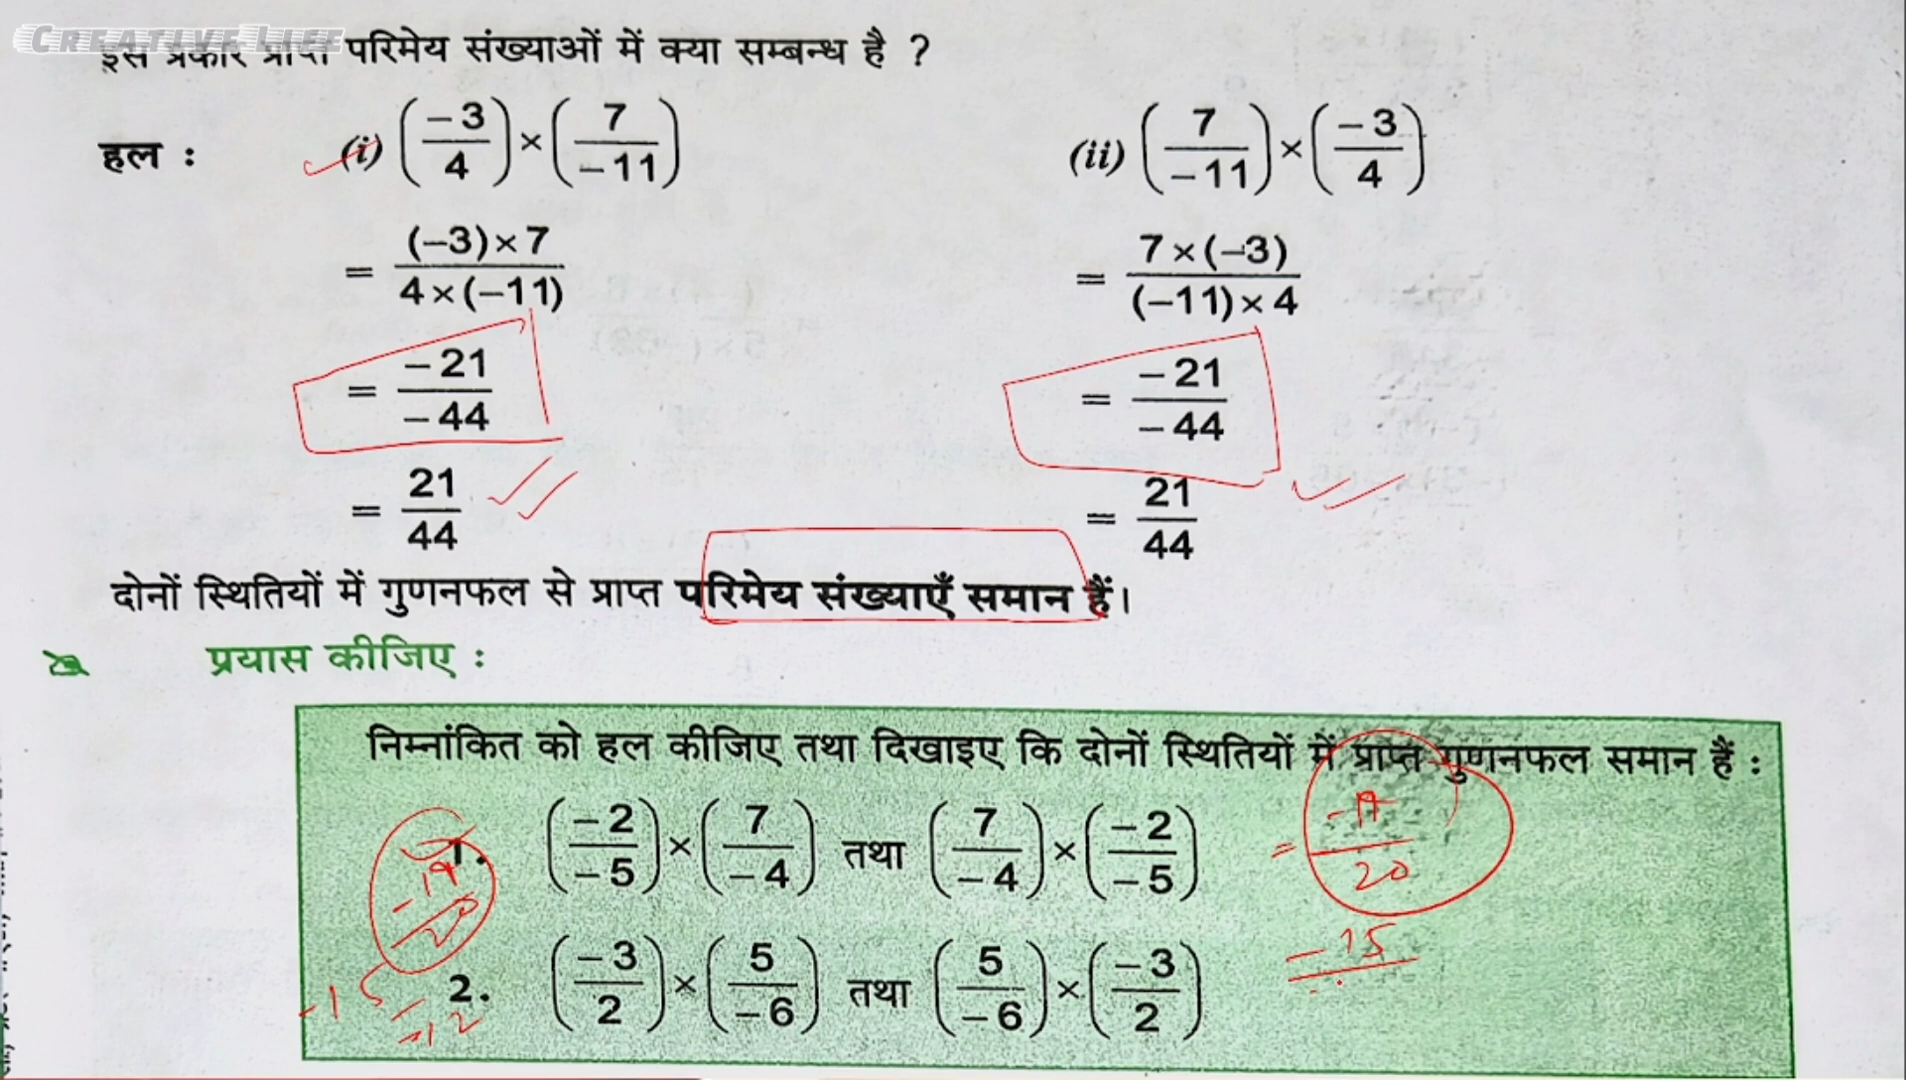 CREATIVE LIFE
इस प्रकार प्राप्त परिमेय संख्याओं में क्या सम्बन्ध है ?
हल : (i) (-3/4) × (7/-11) (ii) (7/-11) × (-3/4)
= (-3)×7 / 4×(-11) = 7×(-3) / (-11)×4
= -21/-44 = -21/-44
= 21/44 = 21/44
दोनों स्थितियों में गुणनफल से प्राप्त परिमेय संख्याएँ समान हैं।
प्रयास कीजिए :
निम्नांकित को हल कीजिए तथा दिखाइए कि दोनों स्थितियों में प्राप्त गुणनफल समान हैं :
1. (-2/-5) × (7/-4) तथा (7/-4) × (-2/-5) = 20
2. (-3/2) × (5/-6) तथा (5/-6) × (-3/2) -15